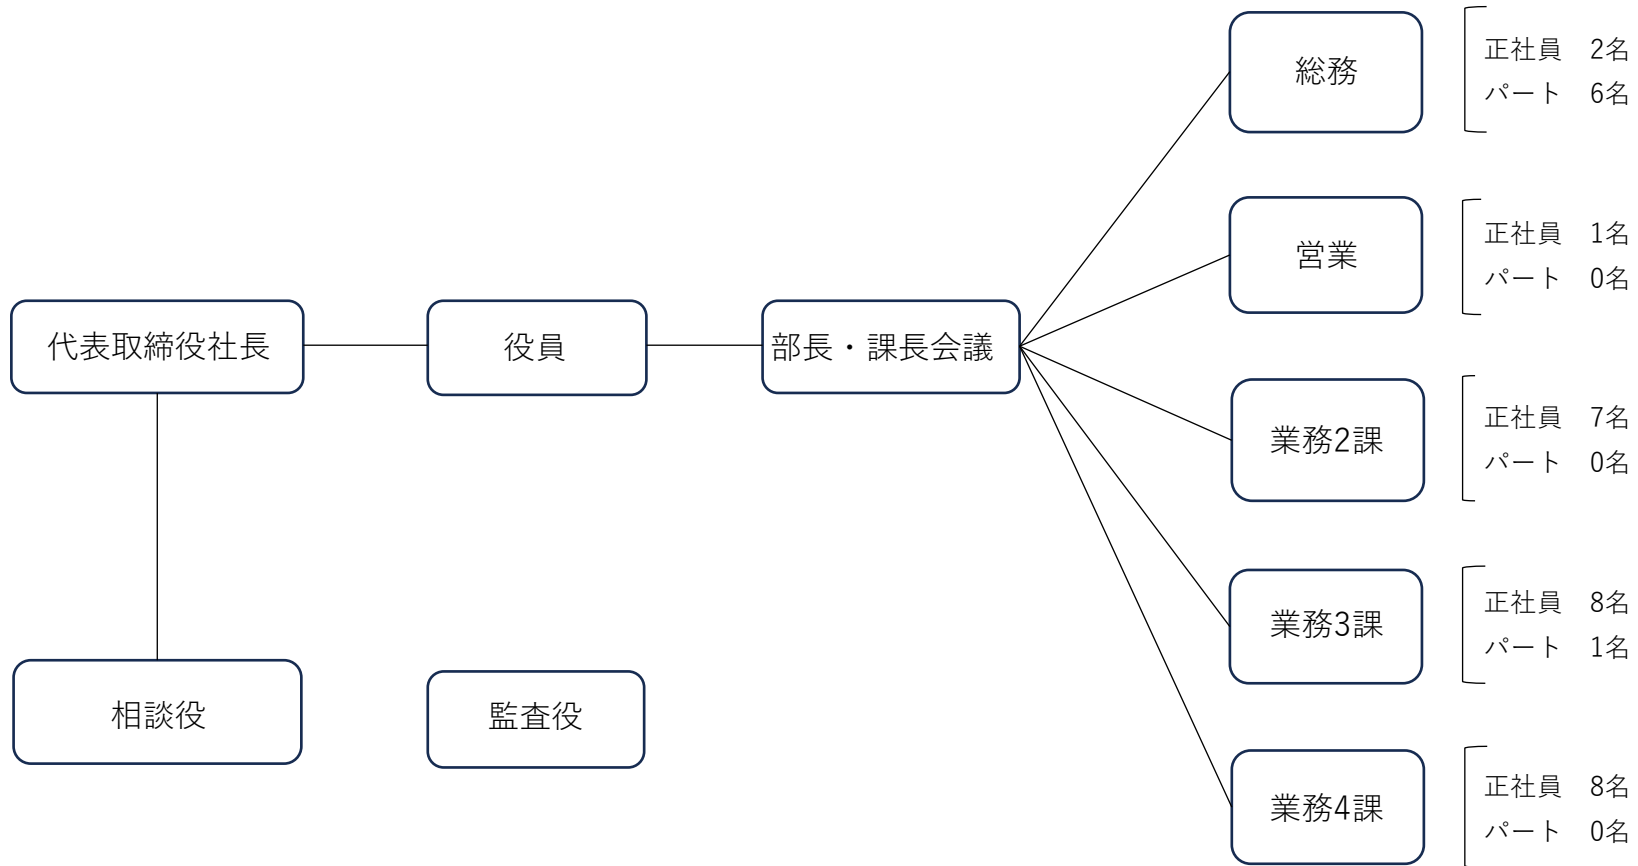 総務
正社員　2名
パート　6名
営業
正社員　1名
パート　0名
代表取締役社長
役員
部長・課長会議
業務2課
正社員　7名
パート　0名
業務3課
正社員　8名
パート　1名
相談役
監査役
業務4課
正社員　8名
パート　0名